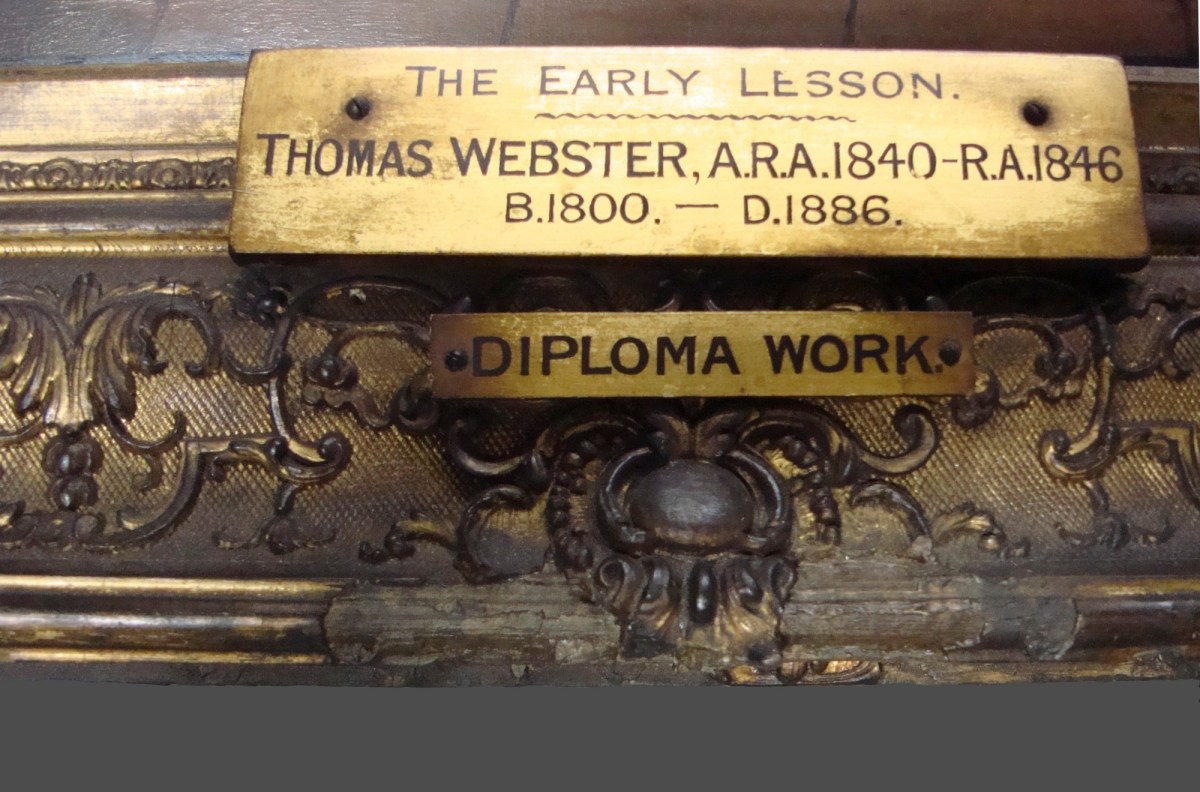 THE EARLY LESSON.
THOMAS WEBSTER, A.R.A.1840-R.A.1846
B.1800. — D.1886.
DIPLOMA WORK.